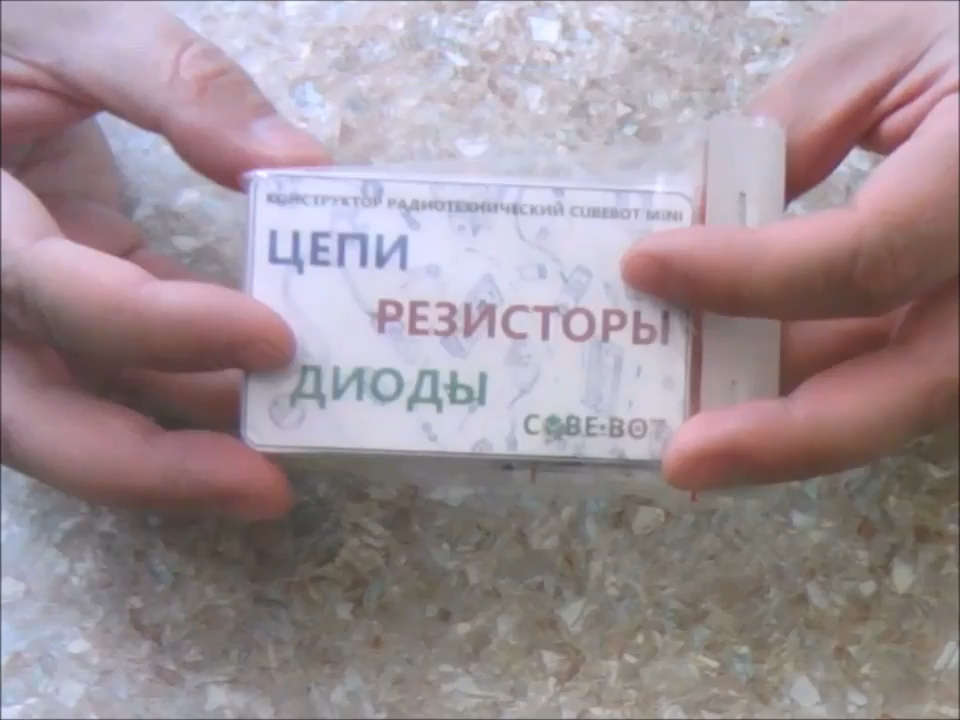 КОНСТРУКТОР РАДИОТЕХНИЧЕСКИЙ CUBEBOT MINI
ЦЕПИ
РЕЗИСТОРЫ
ДИОДЫ
CUBE·BOT